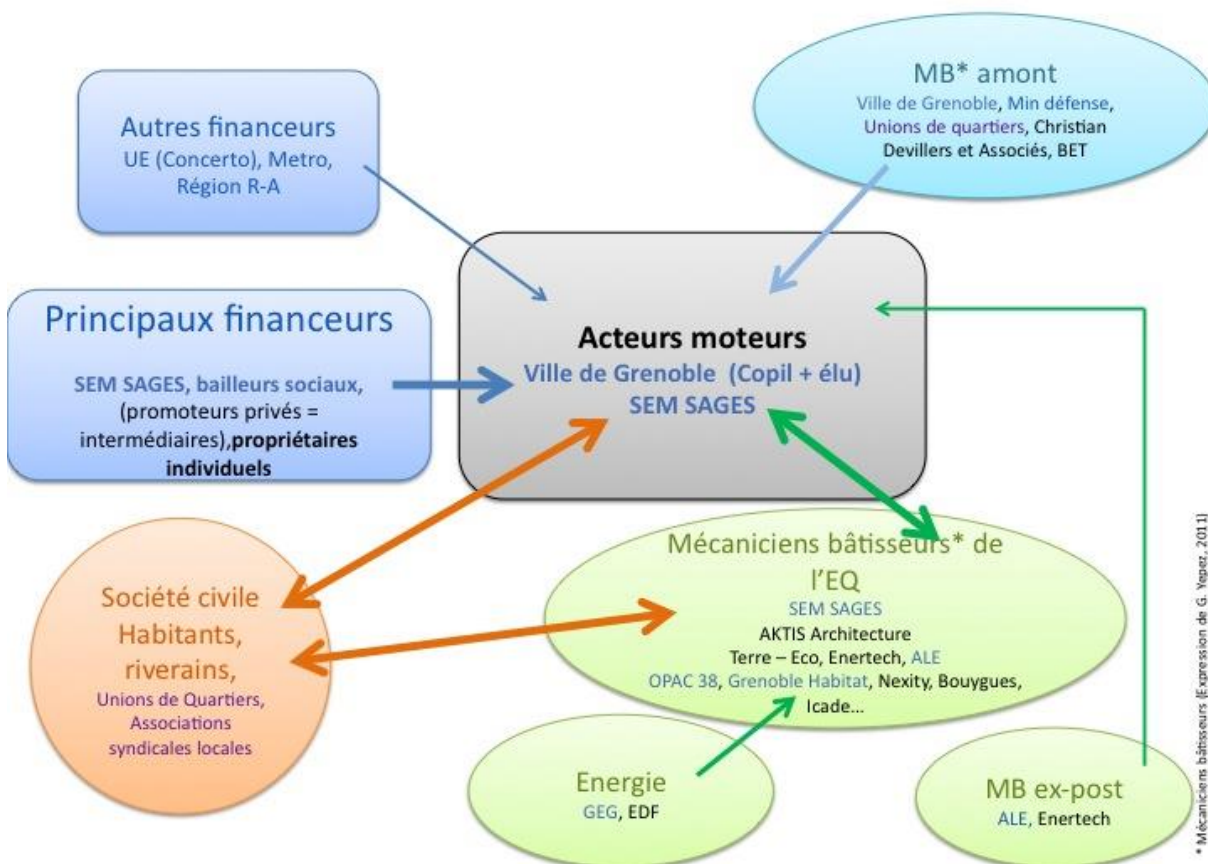 Autres financeurs
UE (Concerto), Metro,
Région R-A
MB* amont
Ville de Grenoble, Min défense,
Unions de quartiers, Christian
Devillers et Associés, BET
Principaux financeurs
SEM SAGES, bailleurs sociaux,
(promoteurs privés =
intermédiaires),propriétaires
individuels
Acteurs moteurs
Ville de Grenoble (Copil + élu)
SEM SAGES
Société civile
Habitants,
riverains,
Unions de Quartiers,
Associations
syndicales locales
Mécaniciens bâtisseurs* de
l'EQ
SEM SAGES
AKTIS Architecture
Terre – Eco, Enertech, ALE
OPAC 38, Grenoble Habitat, Nexity, Bouygues,
Icade...
Energie
GEG, EDF
MB ex-post
ALE, Enertech
* Mécaniciens bâtisseurs (Expression de G. Yepez, 2011)